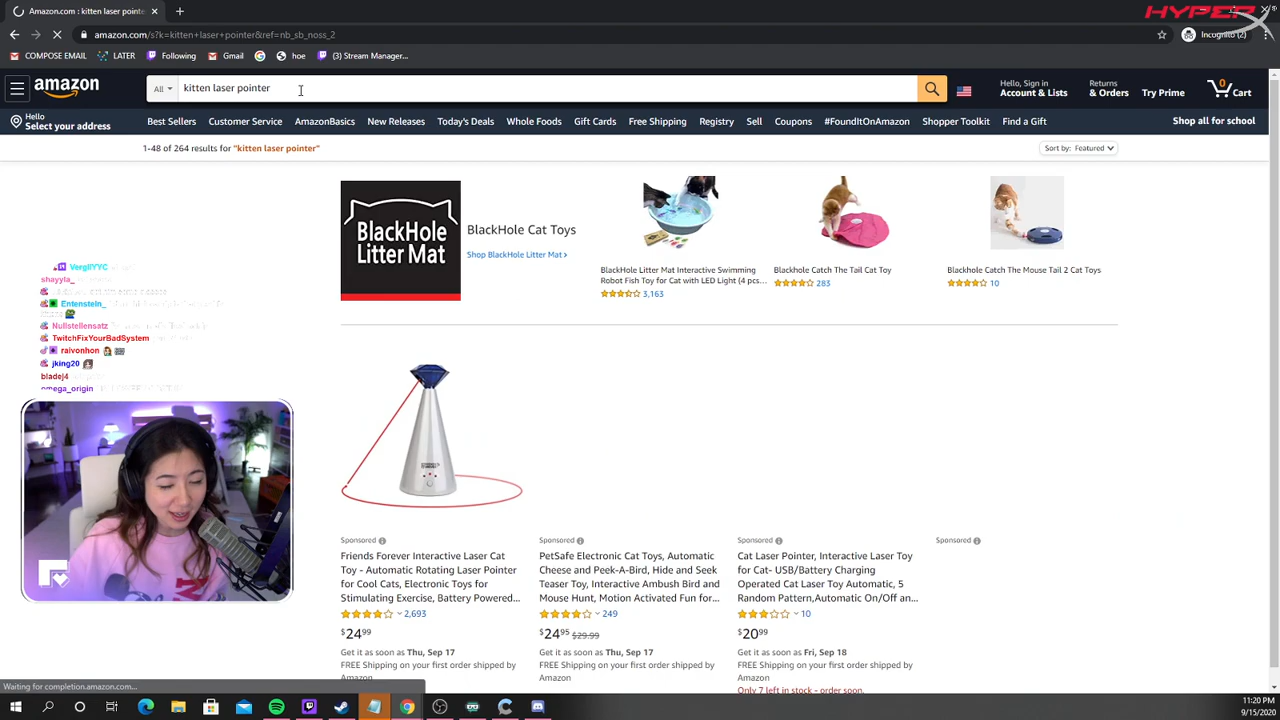 Amazon.com : kitten laser pointer
HYPERX
amazon.com/s?k=kitten+laser+pointer&ref=nb_sb_noss_2
Incognito (2)
COMPOSE EMAIL
LATER
Following
Gmail
hoe
(3) Stream Manager...
amazon
All
kitten laser pointer
Hello, Sign in
Account & Lists
Returns
& Orders
Try Prime
0
Cart
Hello
Select your address
Best Sellers
Customer Service
AmazonBasics
New Releases
Today's Deals
Whole Foods
Gift Cards
Free Shipping
Registry
Sell
Coupons
#FoundItOnAmazon
Shopper Toolkit
Find a Gift
Shop all for school
1-48 of 264 results for "kitten laser pointer"
Sort by: Featured
BlackHole
Litter Mat
BlackHole Cat Toys
Shop BlackHole Litter Mat ›
BlackHole Litter Mat Interactive Swimming
Robot Fish Toy for Cat with LED Light (4 pcs...
3,163
Blackhole Catch The Tail Cat Toy
283
Blackhole Catch The Mouse Tail 2 Cat Toys
10
VergilYYC
shayyla_
Entenstein_
Nullstellensatz
TwitchFixYourBadSystem
raivonhon
jking20
bladej4
omega_origin
Sponsored
Friends Forever Interactive Laser Cat
Toy - Automatic Rotating Laser Pointer
for Cool Cats, Electronic Toys for
Stimulating Exercise, Battery Powered...
2,693
$24.99
Get it as soon as Thu, Sep 17
FREE Shipping on your first order shipped by
Amazon
Sponsored
PetSafe Electronic Cat Toys, Automatic
Cheese and Peek-A-Bird, Hide and Seek
Teaser Toy, Interactive Ambush Bird and
Mouse Hunt, Motion Activated Fun for...
249
$24.95 $29.99
Get it as soon as Thu, Sep 17
FREE Shipping on your first order shipped by
Amazon
Sponsored
Cat Laser Pointer, Interactive Laser Toy
for Cat- USB/Battery Charging
Operated Cat Laser Toy Automatic, 5
Random Pattern,Automatic On/Off an...
10
$20.99
Get it as soon as Fri, Sep 18
FREE Shipping on your first order shipped by
Amazon
Only 7 left in stock - order soon.
Sponsored
Waiting for completion.amazon.com...
11:20 PM
9/15/2020